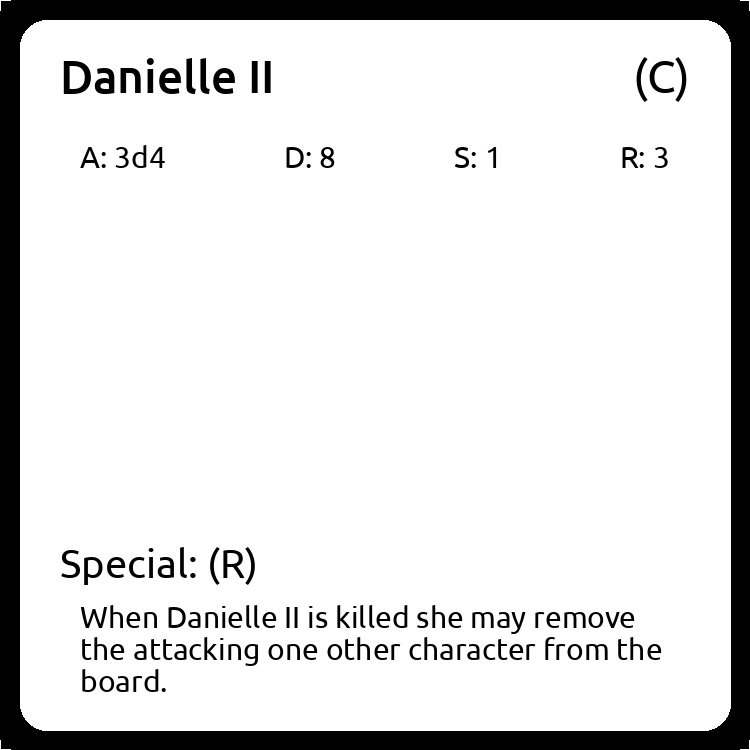 Danielle II (C)
A: 3d4 D: 8 S: 1 R: 3
Special: (R)
When Danielle II is killed she may remove
the attacking one other character from the
board.